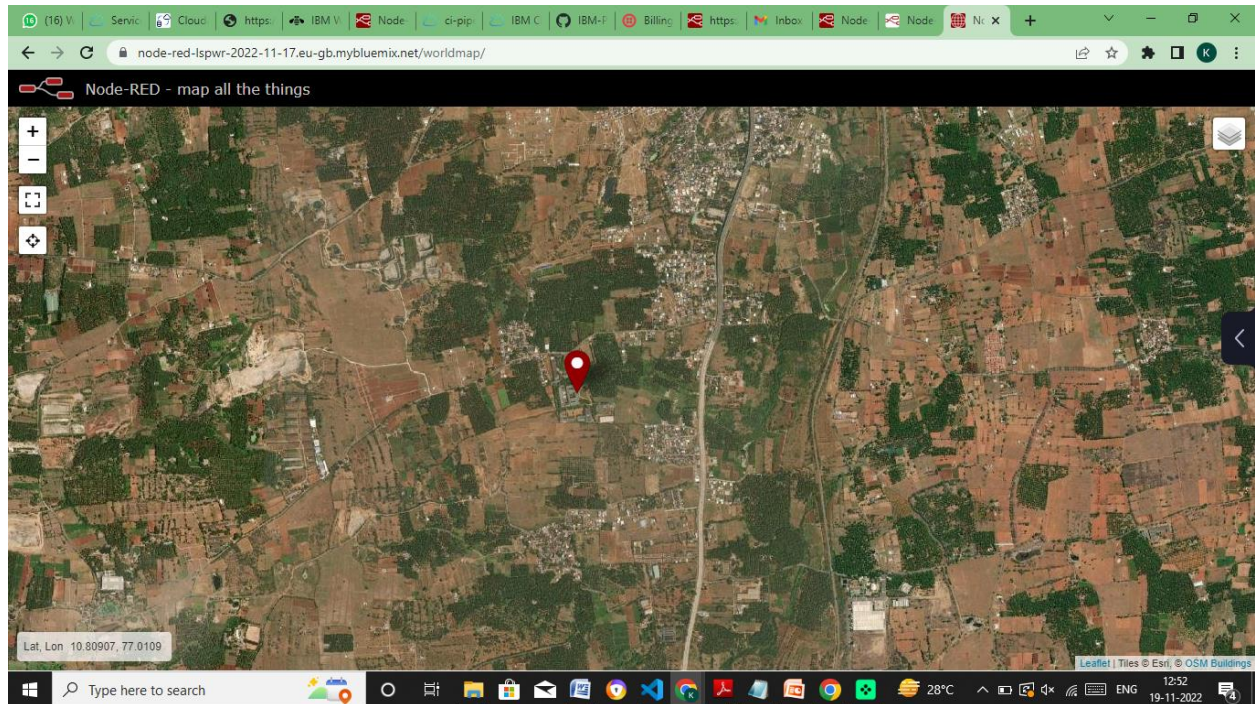 (16) W Servic Cloud https: IBM W Node- ci-pip IBM C IBM-P Billing https: Inbox Node Node No
node-red-lspwr-2022-11-17.eu-gb.mybluemix.net/worldmap/
K
Node-RED - map all the things
+
−
Lat, Lon 10.80907, 77.0109
Leaflet | Tiles © Esri, © OSM Buildings
Type here to search
28°C ENG 12:52
19-11-2022
4